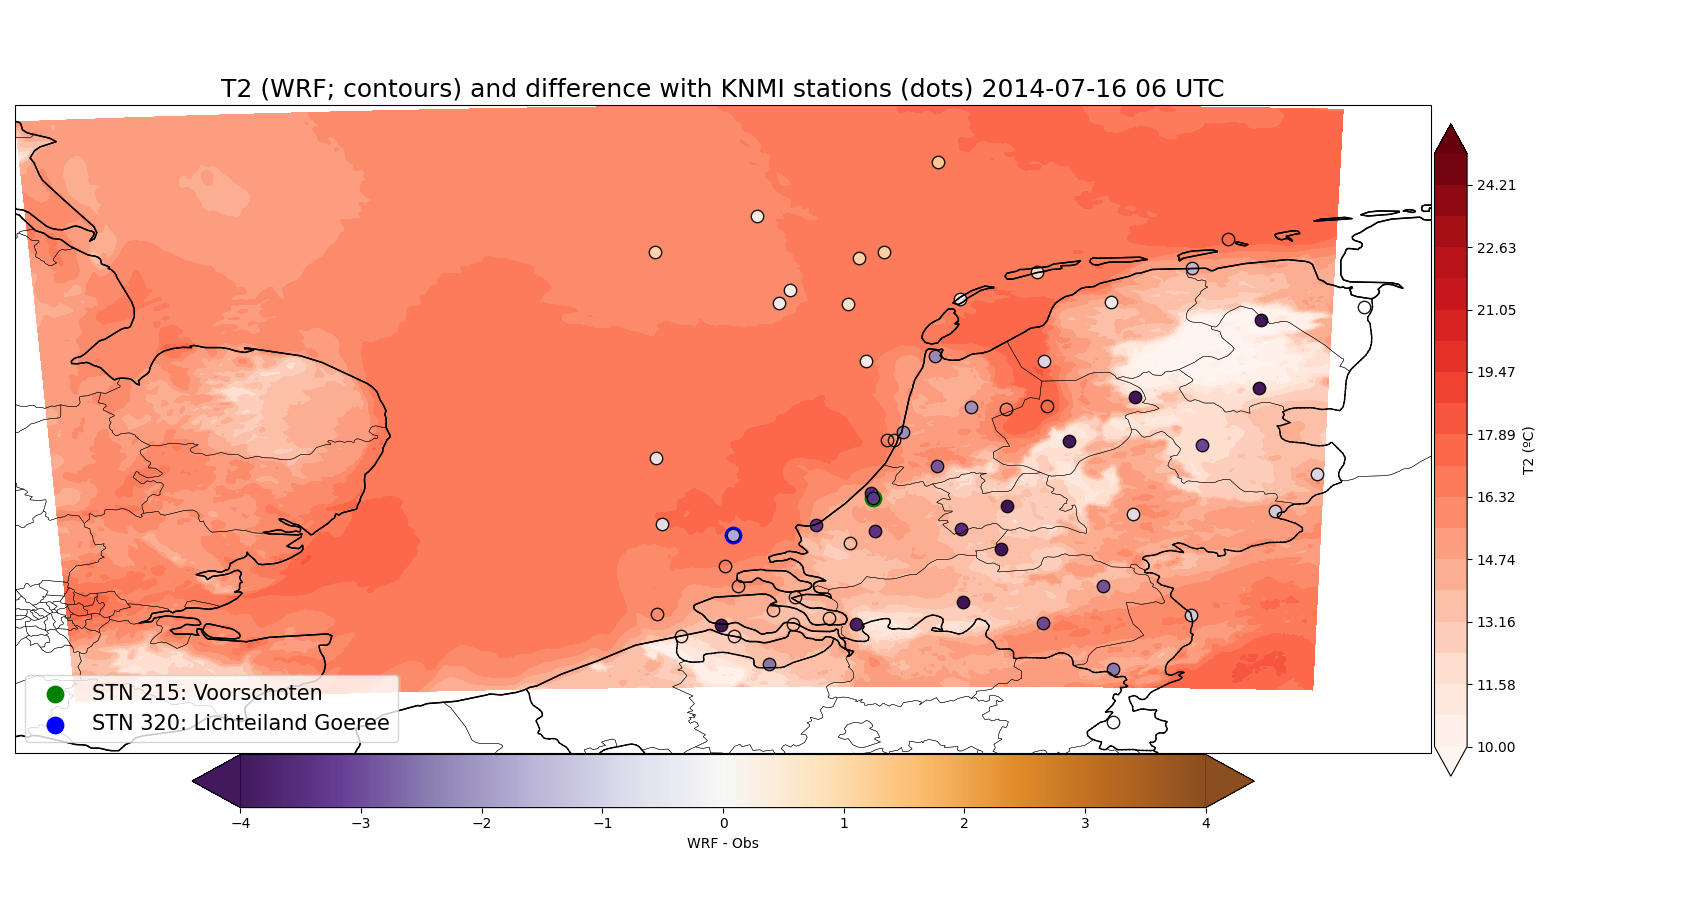 T2 (WRF; contours) and difference with KNMI stations (dots) 2014-07-16 06 UTC
24.21
22.63
21.05
19.47
17.89
16.32
14.74
13.16
11.58
10.00
T2 (ºC)
STN 215: Voorschoten
STN 320: Lichteiland Goeree
−4 −3 −2 −1 0 1 2 3 4
WRF - Obs